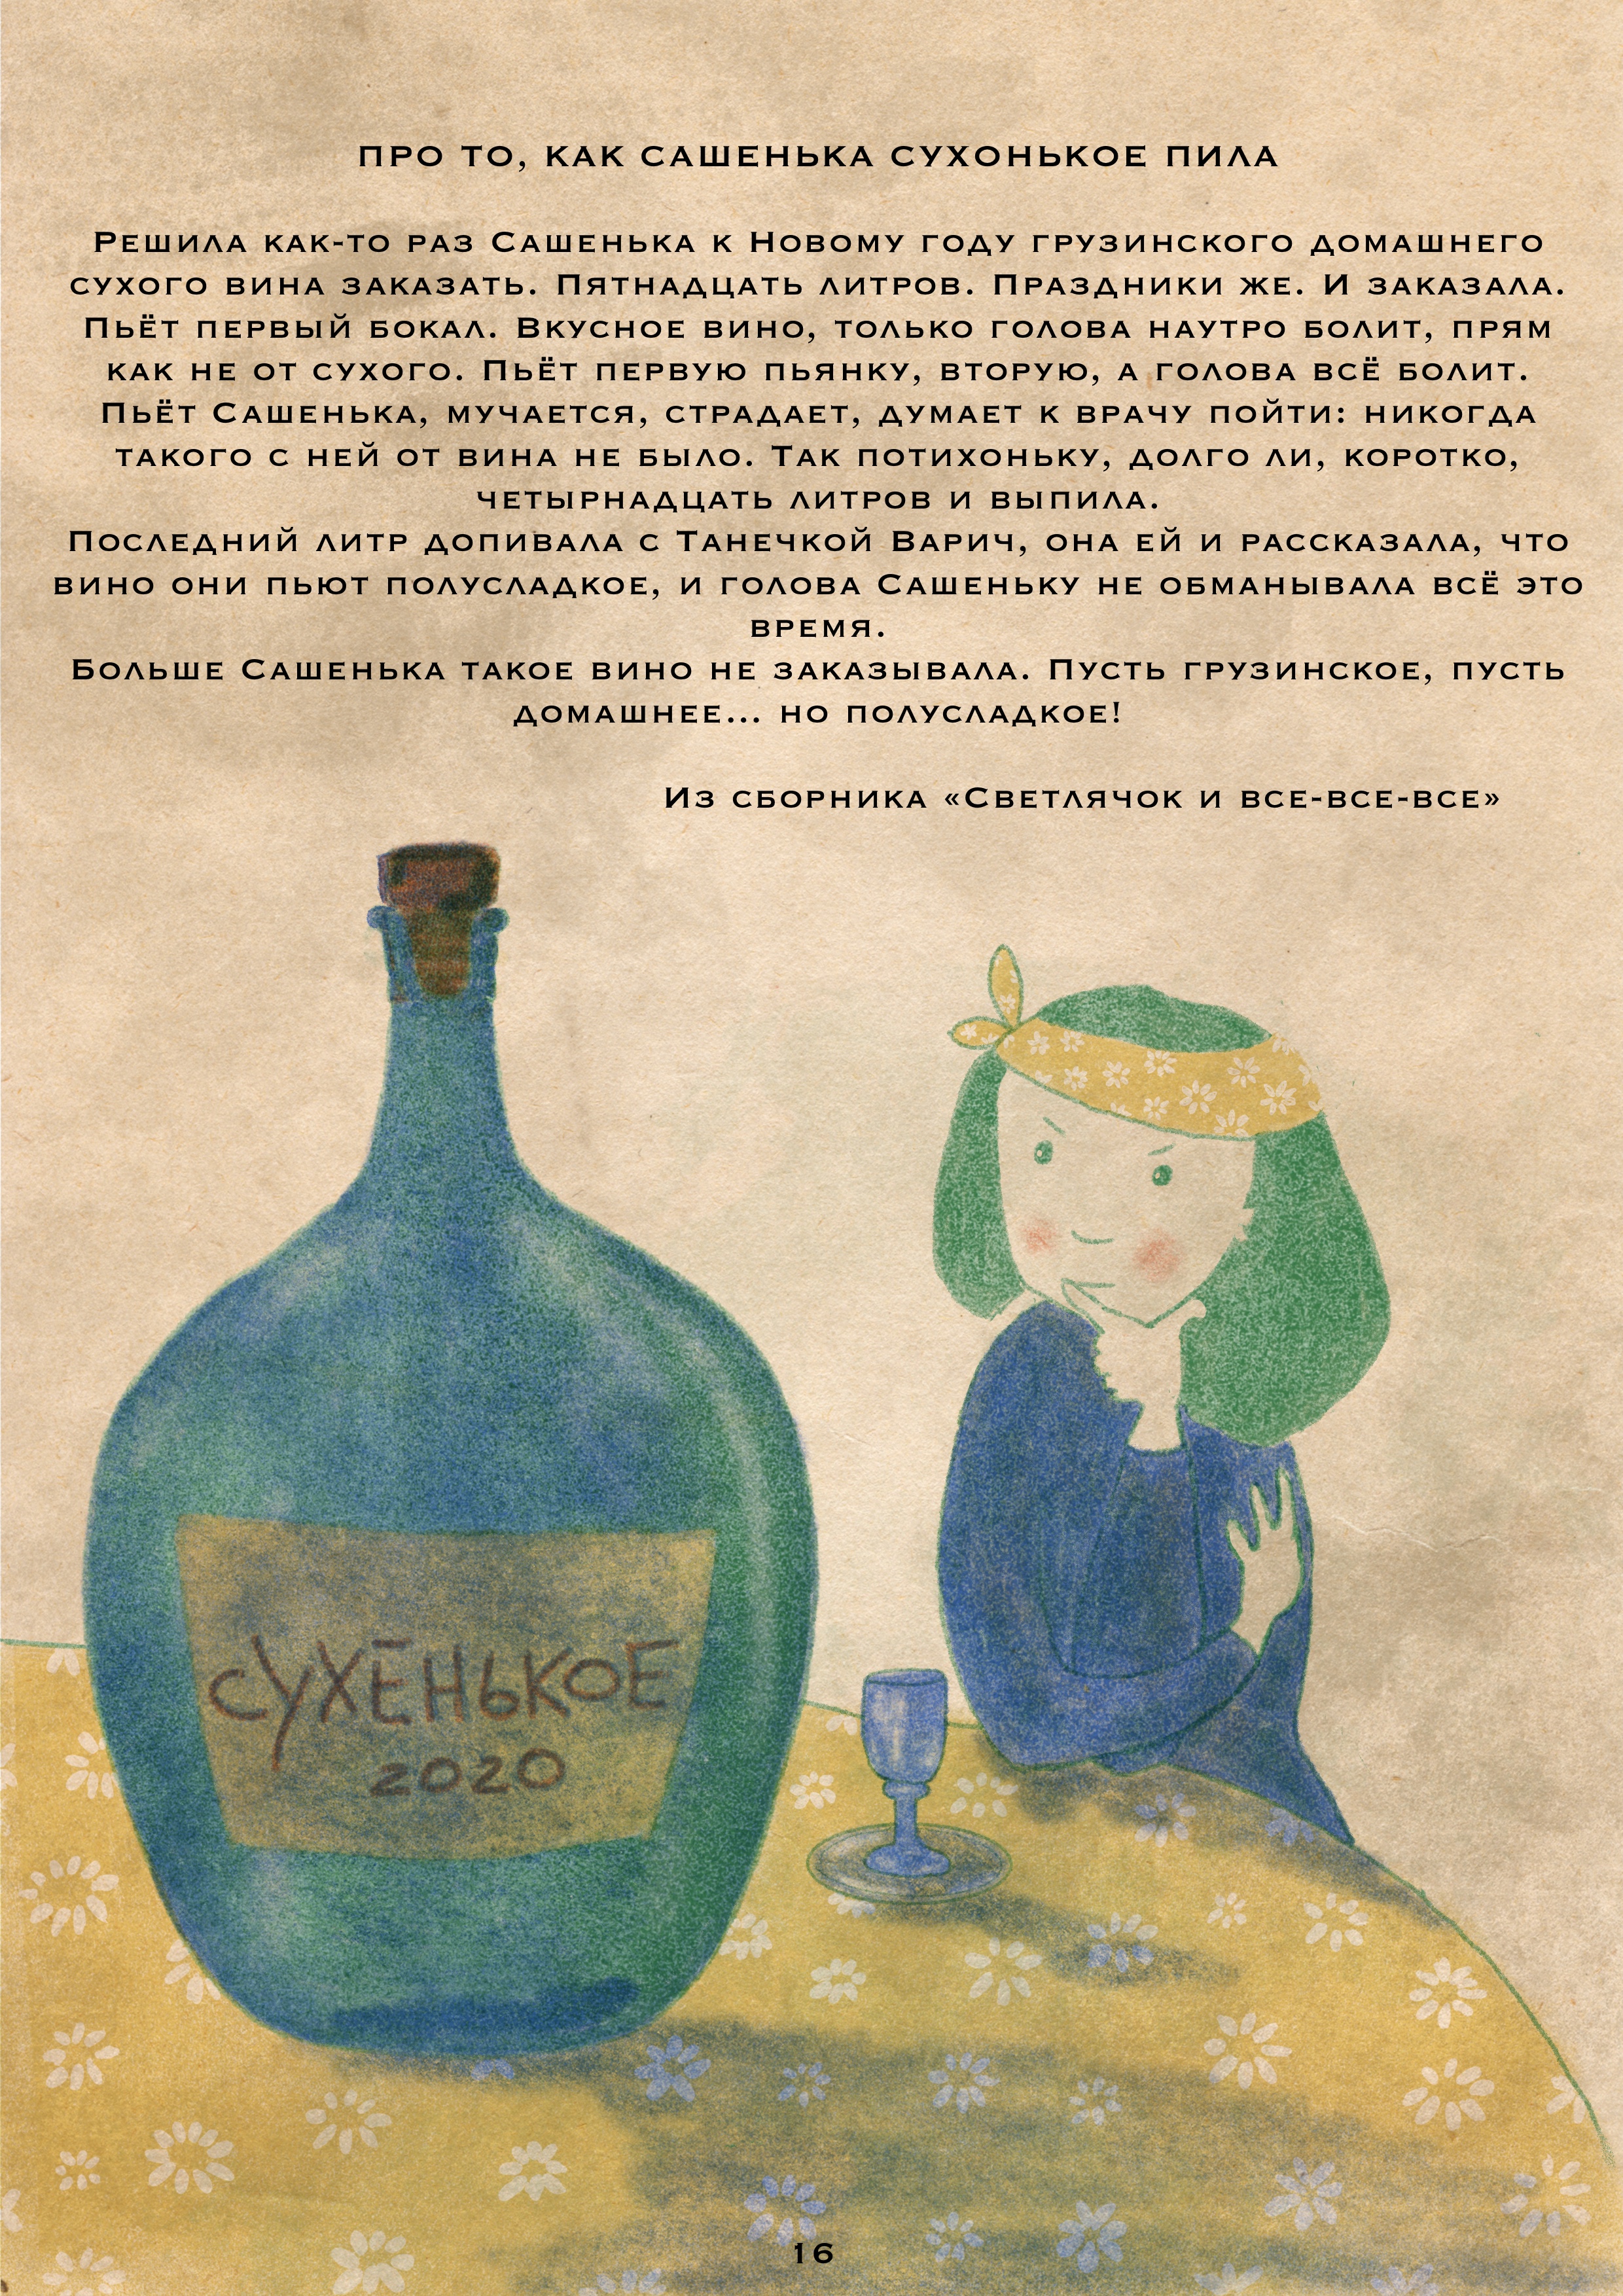 ПРО ТО, КАК САШЕНЬКА СУХОНЬКОЕ ПИЛА
Решила как-то раз Сашенька к Новому году грузинского домашнего
сухого вина заказать. Пятнадцать литров. Праздники же. И заказала.
Пьёт первый бокал. Вкусное вино, только голова наутро болит, прям
как не от сухого. Пьёт первую пьянку, вторую, а голова всё болит.
Пьёт Сашенька, мучается, страдает, думает к врачу пойти: никогда
такого с ней от вина не было. Так потихоньку, долго ли, коротко,
четырнадцать литров и выпила.
Последний литр допивала с Танечкой Варич, она ей и рассказала, что
вино они пьют полусладкое, и голова Сашеньку не обманывала всё это
время.
Больше Сашенька такое вино не заказывала. Пусть грузинское, пусть
домашнее... но полусладкое!
Из сборника «Светлячок и все-все-все»
СУХЕНЬКОЕ
2020
16